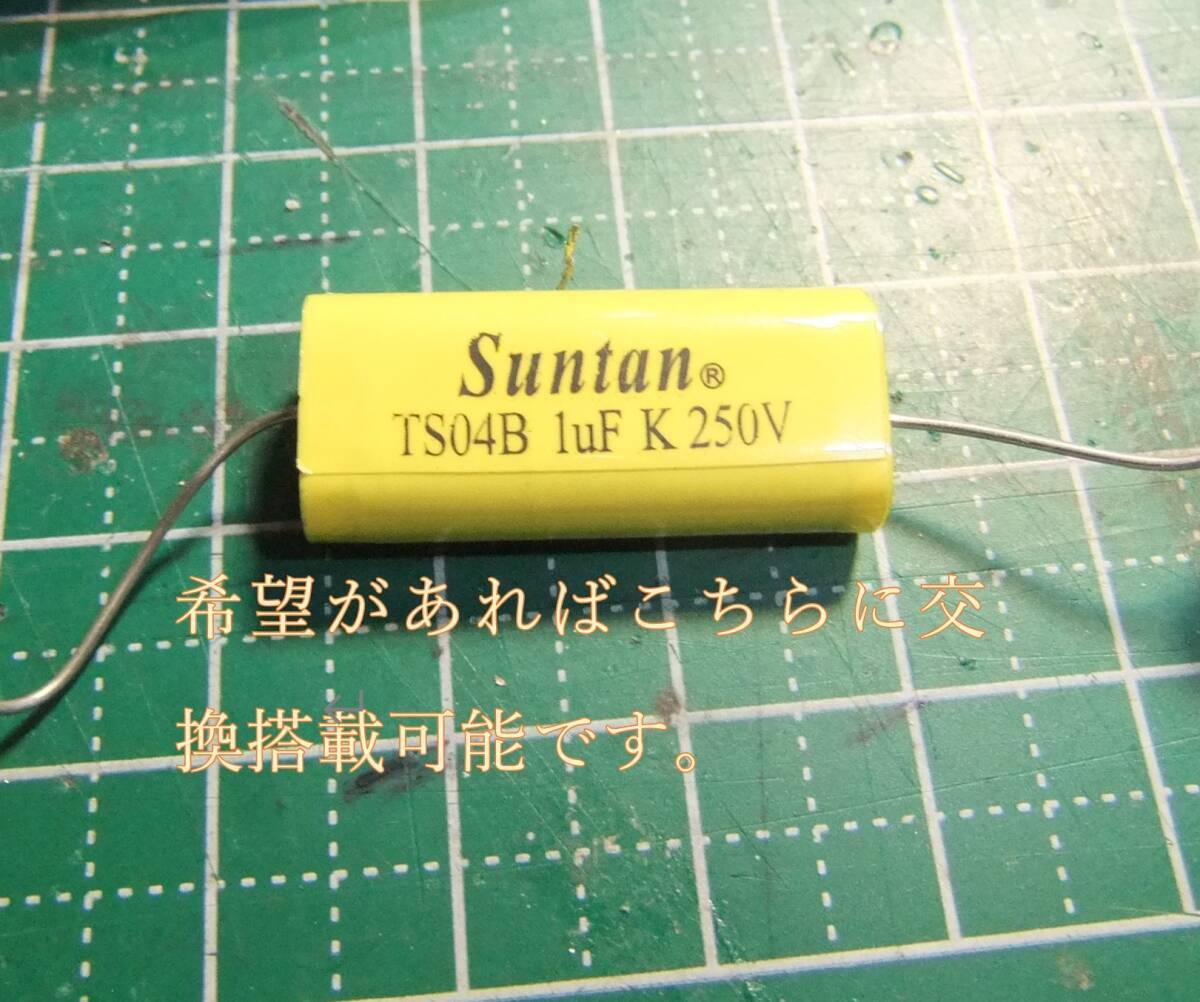 Suntan®
TS04B 1uF K 250V
希望があればこちらに交
換搭載可能です。